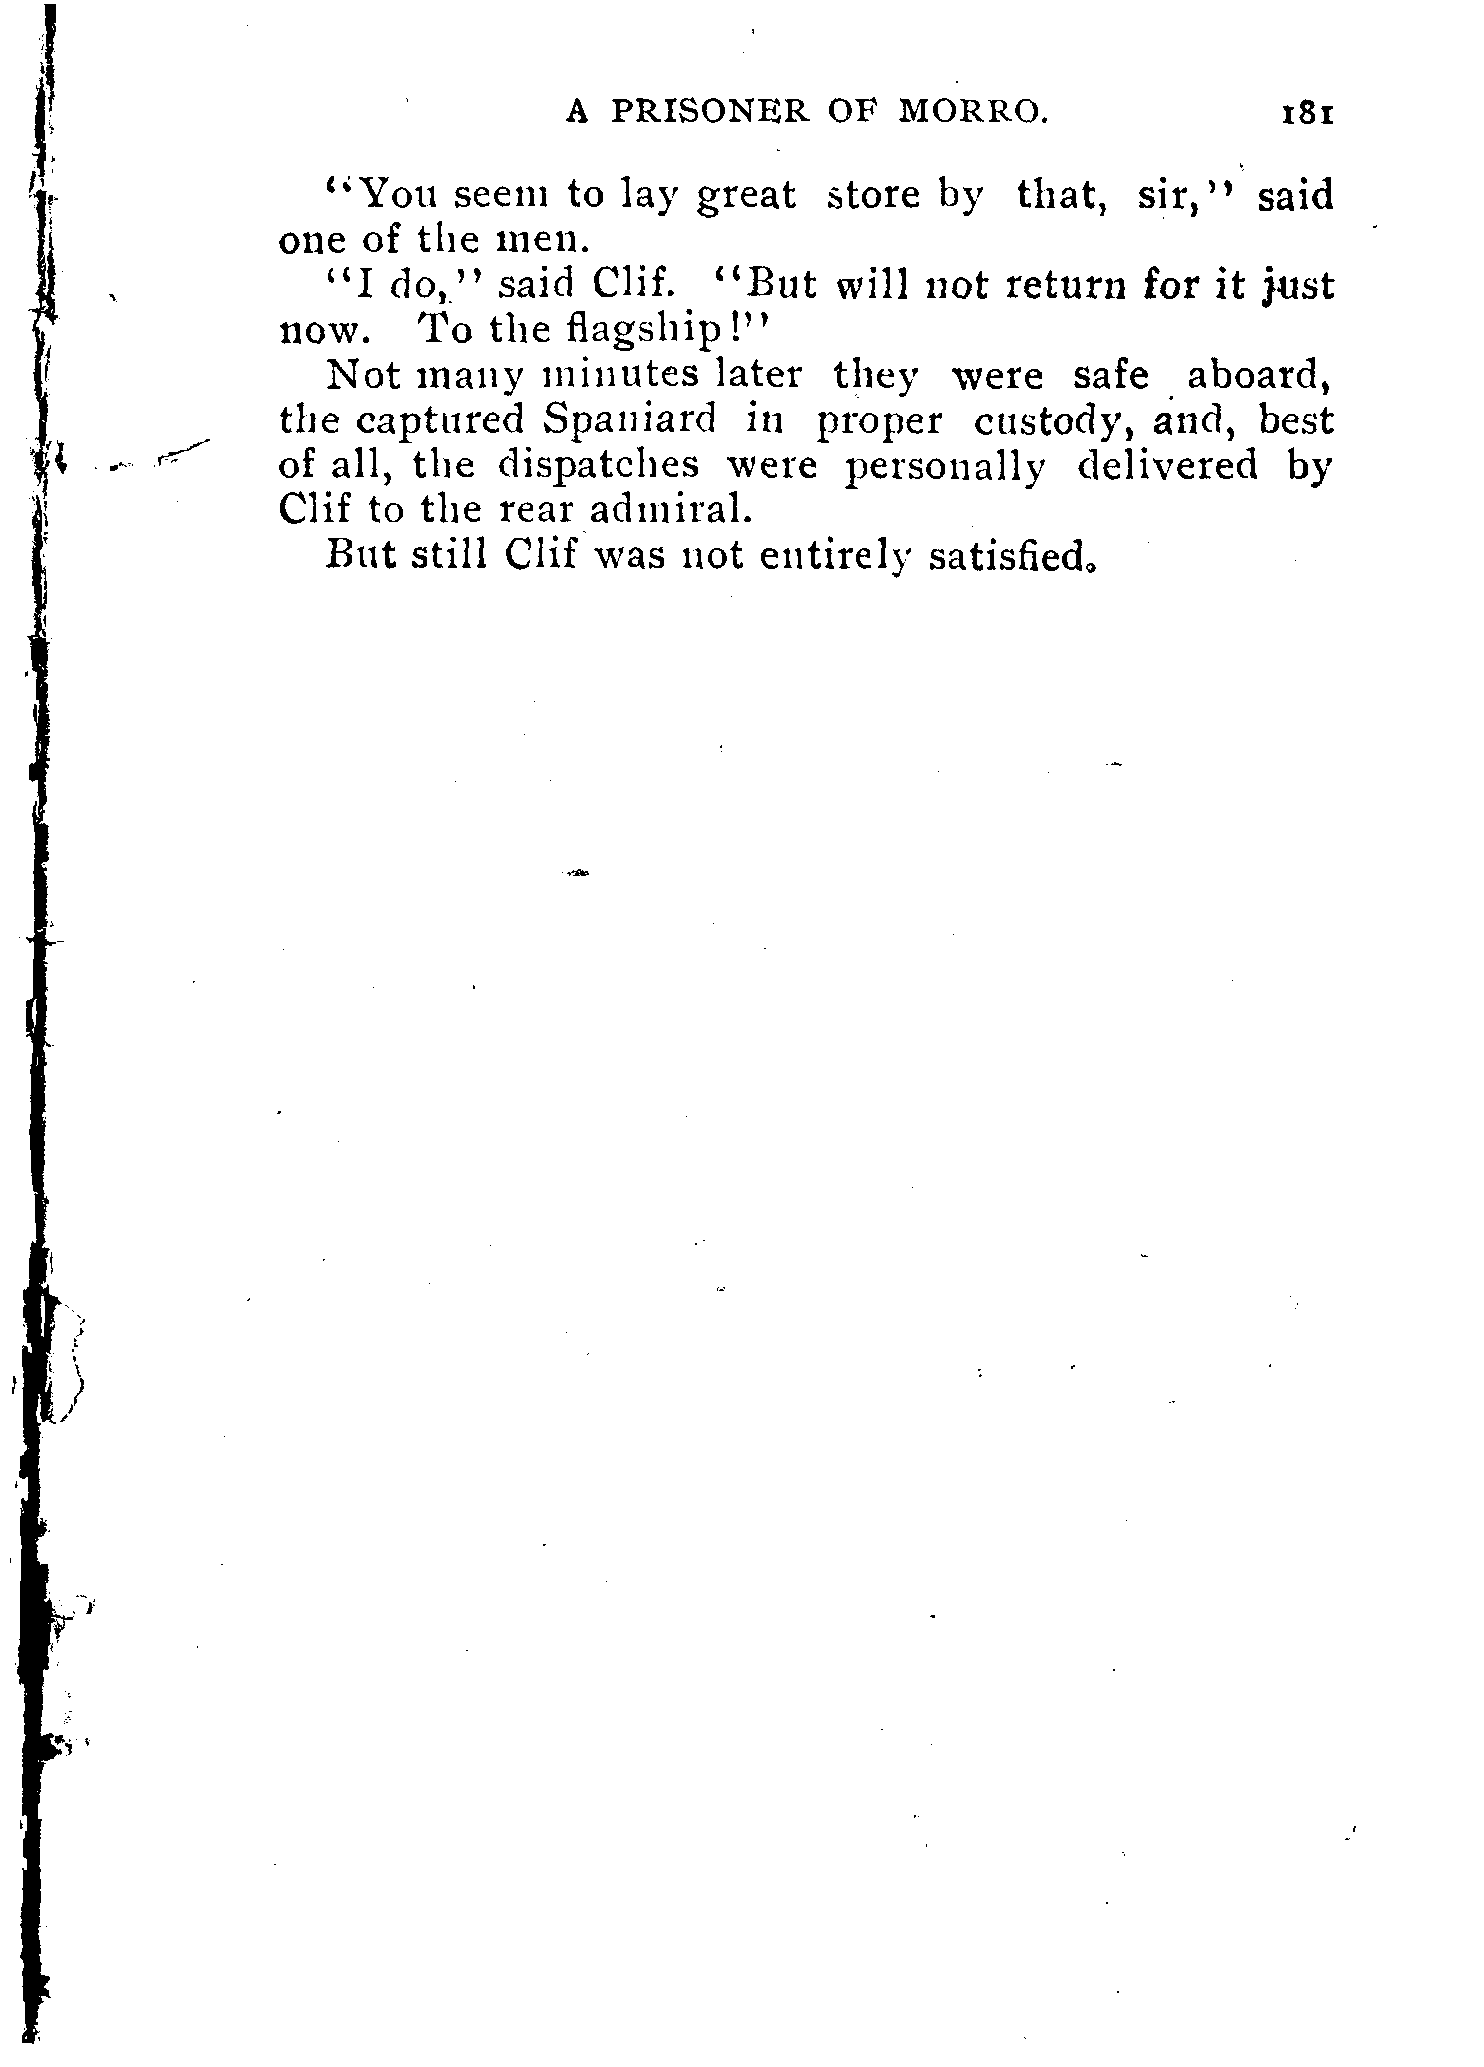 A PRISONER OF MORRO. 181
"You seem to lay great store by that, sir," said
one of the men.
"I do," said Clif. "But will not return for it just
now. To the flagship!"
Not many minutes later they were safe aboard,
the captured Spaniard in proper custody, and, best
of all, the dispatches were personally delivered by
Clif to the rear admiral.
But still Clif was not entirely satisfied.